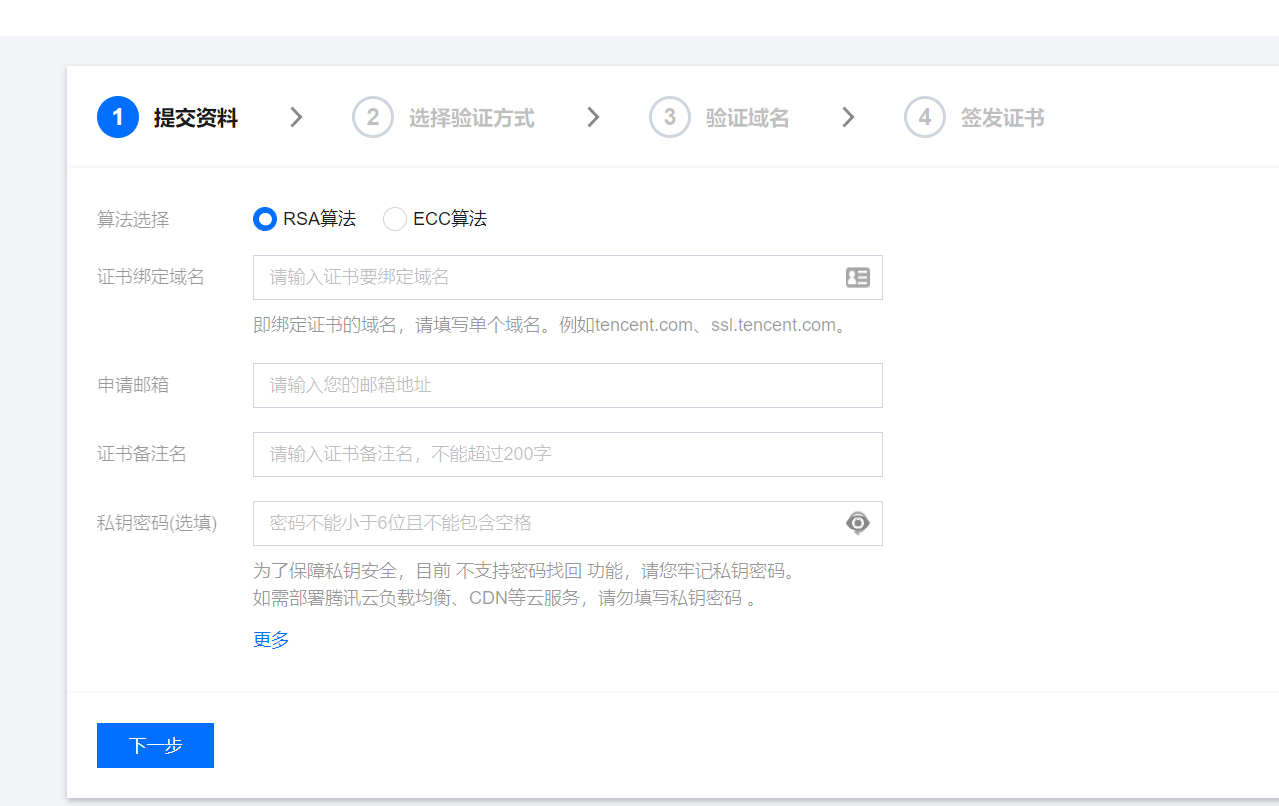 1 提交资料 2 选择验证方式 3 验证域名 4 签发证书
算法选择 RSA算法 ECC算法
证书绑定域名 请输入证书要绑定域名
即绑定证书的域名，请填写单个域名。例如tencent.com、ssl.tencent.com。
申请邮箱 请输入您的邮箱地址
证书备注名 请输入证书备注名，不能超过200字
私钥密码(选填) 密码不能小于6位且不能包含空格
为了保障私钥安全，目前 不支持密码找回 功能，请您牢记私钥密码。
如需部署腾讯云负载均衡、CDN等云服务，请勿填写私钥密码 。
更多
下一步